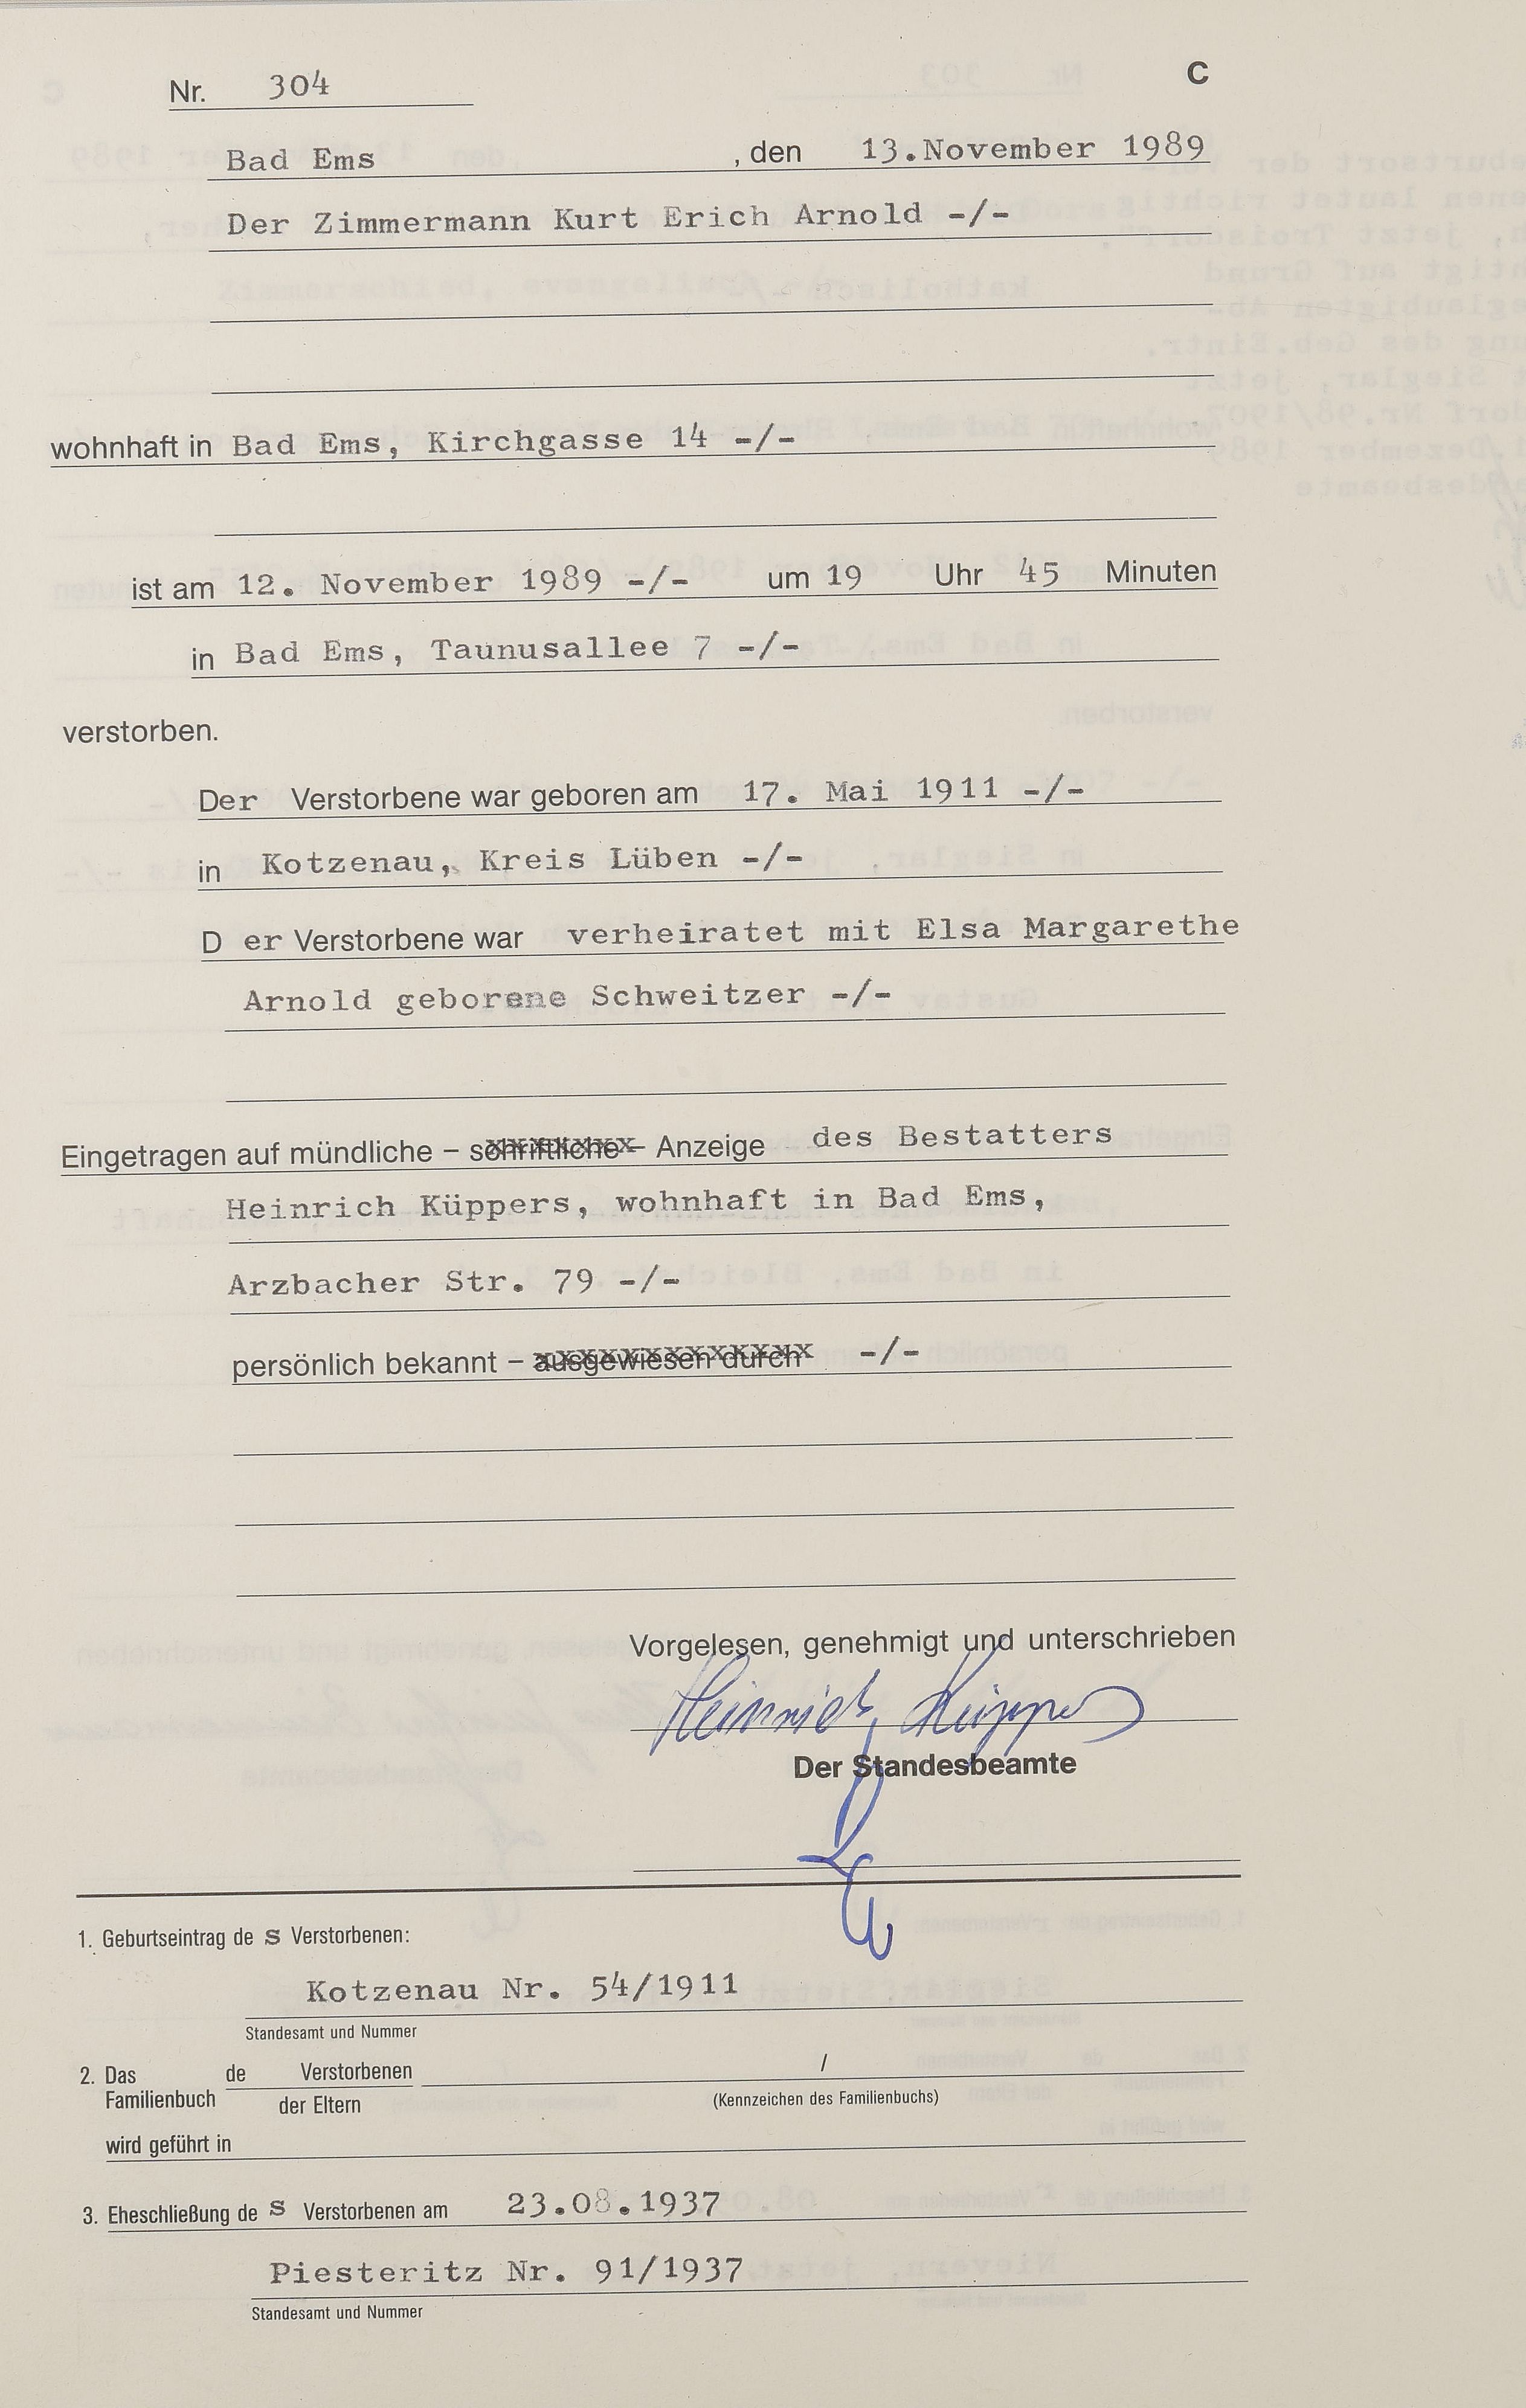 Nr. 304
C
Bad Ems , den 13.November 1989
Der Zimmermann Kurt Erich Arnold -/-
wohnhaft in Bad Ems, Kirchgasse 14 -/-
ist am 12. November 1989 -/- um 19 Uhr 45 Minuten
in Bad Ems, Taunusallee 7 -/-
verstorben.
Der Verstorbene war geboren am 17. Mai 1911 -/-
in Kotzenau, Kreis Lüben -/-
D er Verstorbene war verheiratet mit Elsa Margarethe
Arnold geborene Schweitzer -/-
Eingetragen auf mündliche – schriftliche – Anzeige des Bestatters
Heinrich Küppers, wohnhaft in Bad Ems,
Arzbacher Str. 79 -/-
persönlich bekannt – ausgewiesen durch -/-
Vorgelesen, genehmigt und unterschrieben
Heinrich Küppers
Der Standesbeamte
1. Geburtseintrag de s Verstorbenen:
Kotzenau Nr. 54/1911
Standesamt und Nummer
2. Das de Verstorbenen /
Familienbuch der Eltern (Kennzeichen des Familienbuchs)
wird geführt in
3. Eheschließung de s Verstorbenen am 23.08.1937
Piesteritz Nr. 91/1937
Standesamt und Nummer